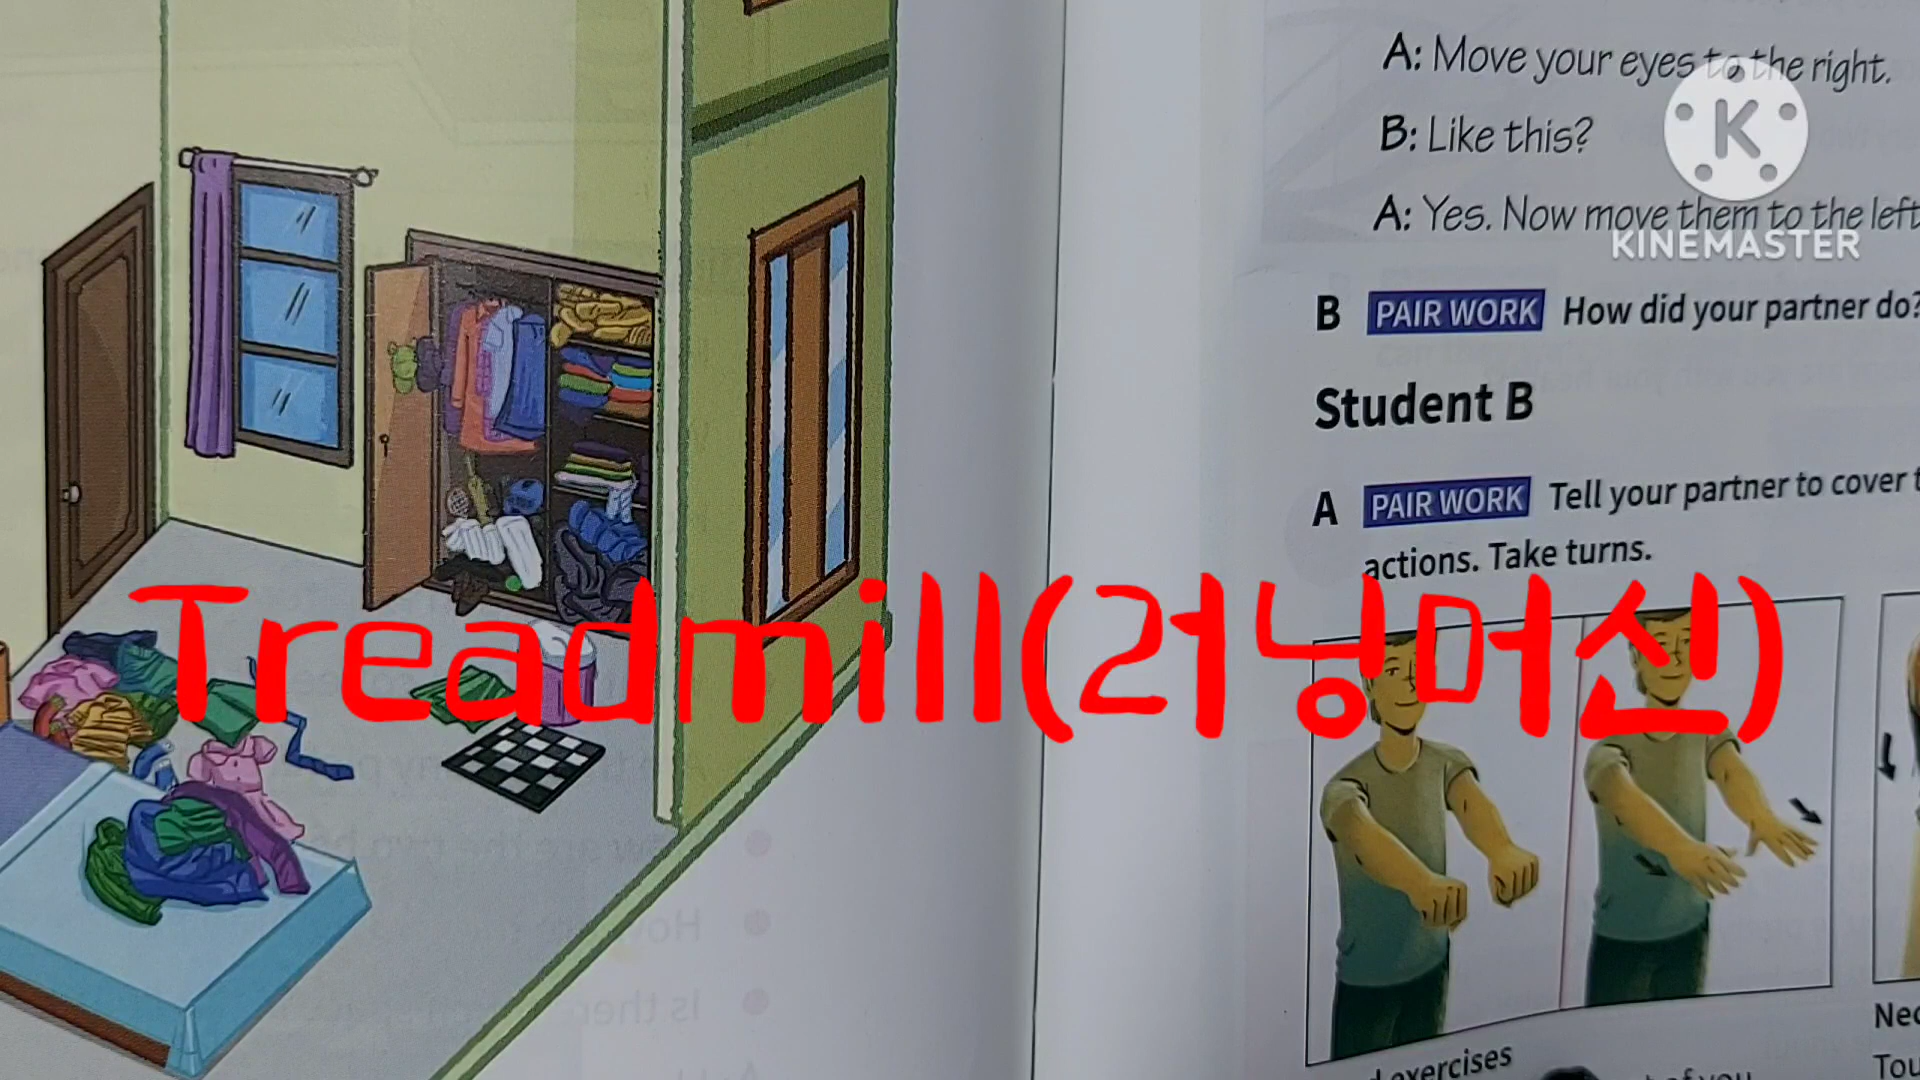 A: Move your eyes to the right.
B: Like this?
A: Yes. Now move them to the left
K
KINEMASTER
B PAIR WORK How did your partner do?
Student B
A PAIR WORK Tell your partner to cover
actions. Take turns.
Treadmill(러닝머신)
exercises
of you